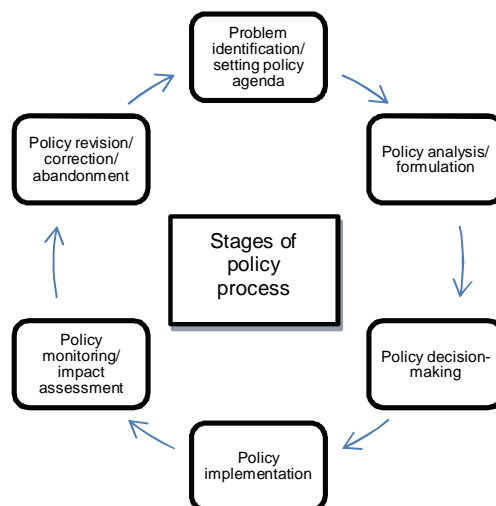 Problem
identification/
setting policy
agenda
Policy analysis/
formulation
Policy decision-
making
Policy
implementation
Policy
monitoring/
impact
assessment
Policy revision/
correction/
abandonment
Stages of
policy
process